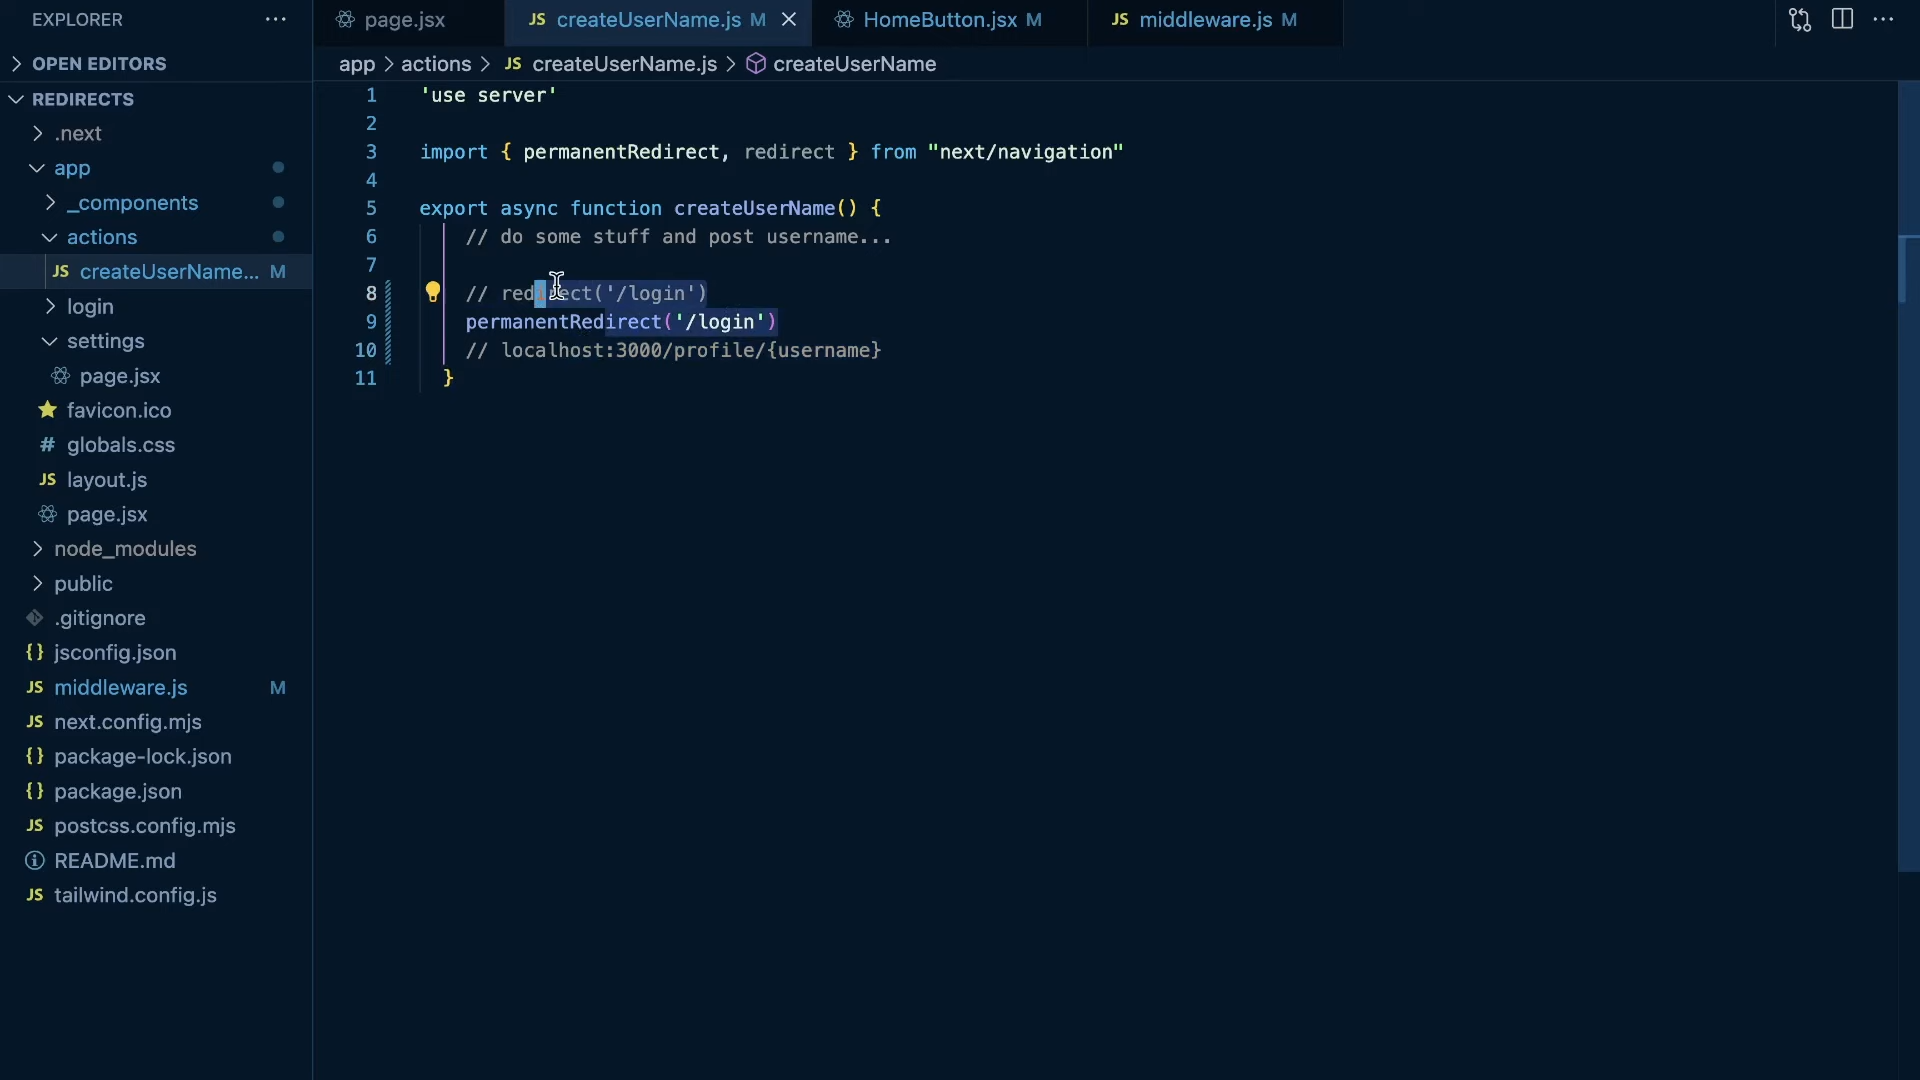 EXPLORER
page.jsx
JS createUserName.js M
HomeButton.jsx M
JS middleware.js M
OPEN EDITORS
app > actions > JS createUserName.js > createUserName
REDIRECTS
.next
app
_components
actions
JS createUserName... M
login
settings
page.jsx
favicon.ico
# globals.css
JS layout.js
page.jsx
node_modules
public
.gitignore
{} jsconfig.json
JS middleware.js M
JS next.config.mjs
{} package-lock.json
{} package.json
JS postcss.config.mjs
README.md
JS tailwind.config.js
1 'use server'
2
3 import { permanentRedirect, redirect } from "next/navigation"
4
5 export async function createUserName() {
6 // do some stuff and post username...
7
8 // redirect('/login')
9 permanentRedirect('/login')
10 // localhost:3000/profile/{username}
11 }